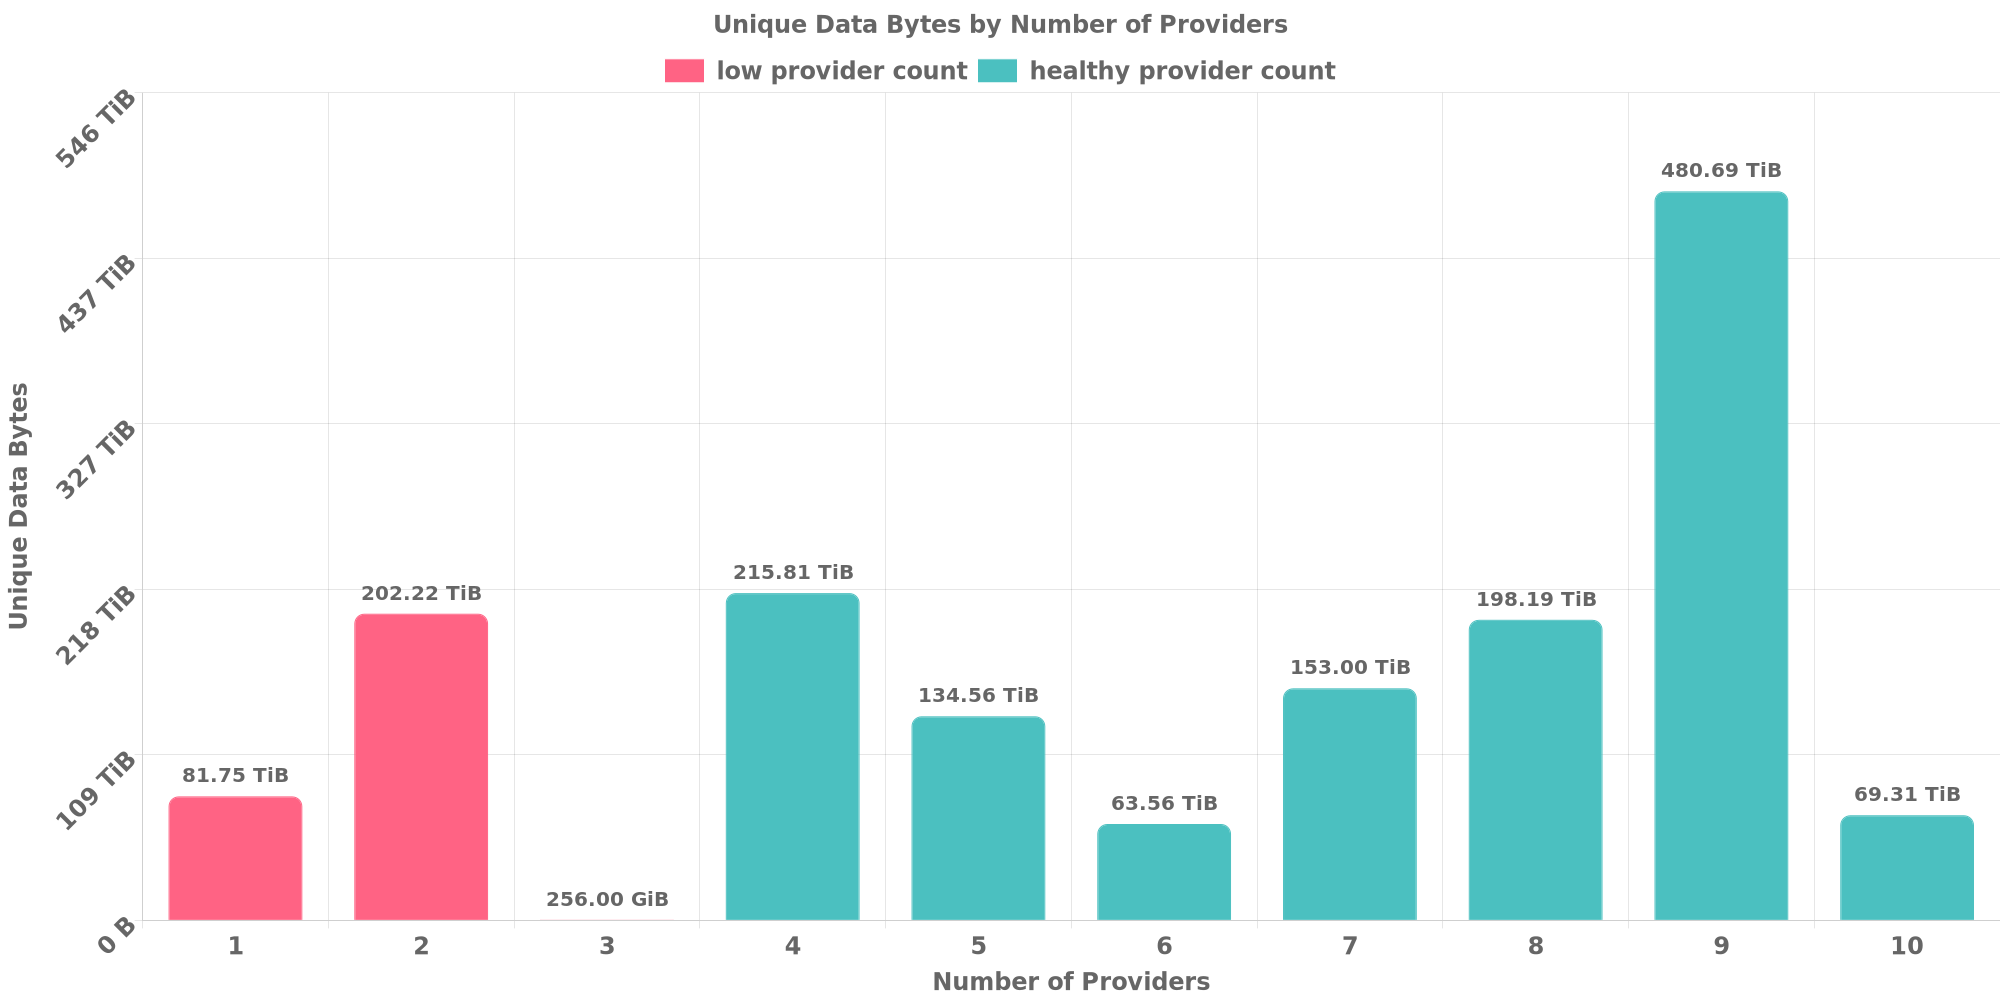 Unique Data Bytes by Number of Providers
low provider count healthy provider count
546 TiB
437 TiB
327 TiB
218 TiB
109 TiB
0 B
Unique Data Bytes
81.75 TiB
202.22 TiB
256.00 GiB
215.81 TiB
134.56 TiB
63.56 TiB
153.00 TiB
198.19 TiB
480.69 TiB
69.31 TiB
1 2 3 4 5 6 7 8 9 10
Number of Providers